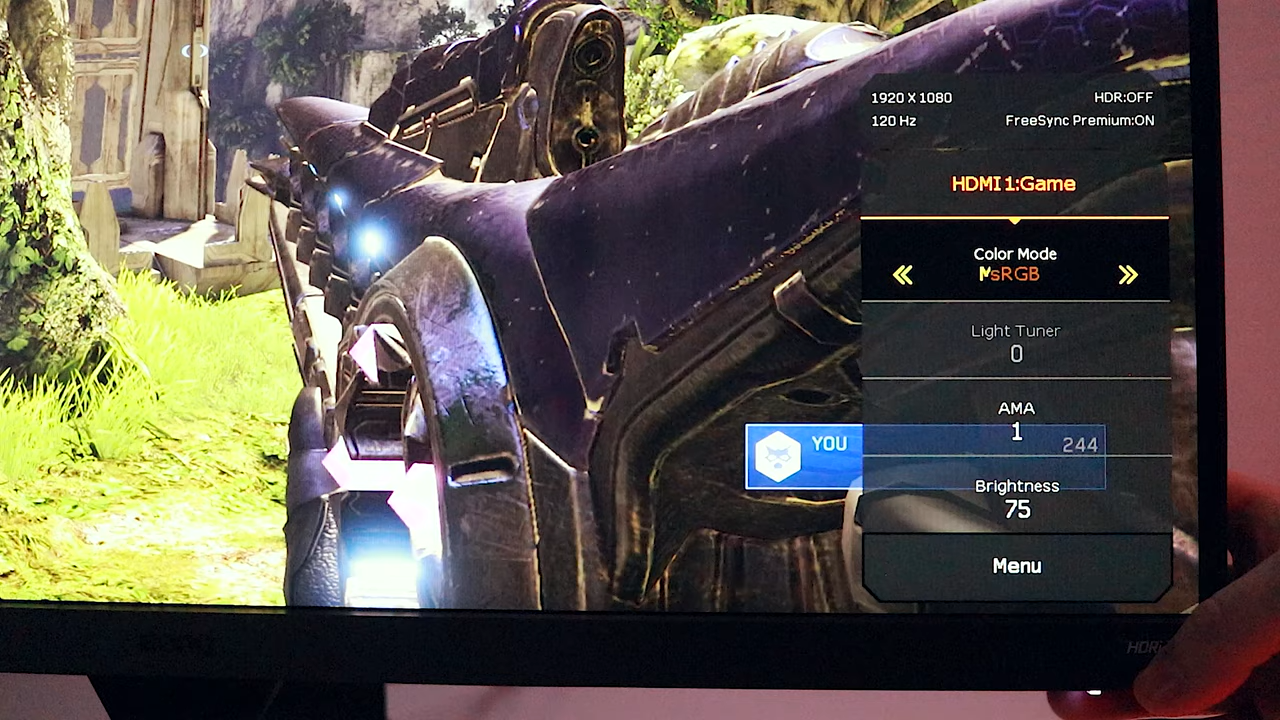 1920 X 1080 HDR:OFF
120 Hz FreeSync Premium:ON
HDMI 1:Game
Color Mode
MsRGB
Light Tuner
0
AMA
1
YOU 244
Brightness
75
Menu